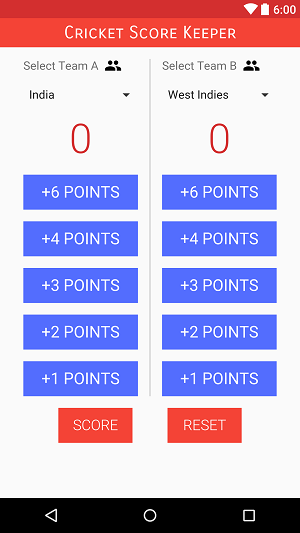 6:00
Cricket Score Keeper
Select Team A
Select Team B
India
West Indies
0
0
+6 POINTS
+6 POINTS
+4 POINTS
+4 POINTS
+3 POINTS
+3 POINTS
+2 POINTS
+2 POINTS
+1 POINTS
+1 POINTS
SCORE
RESET